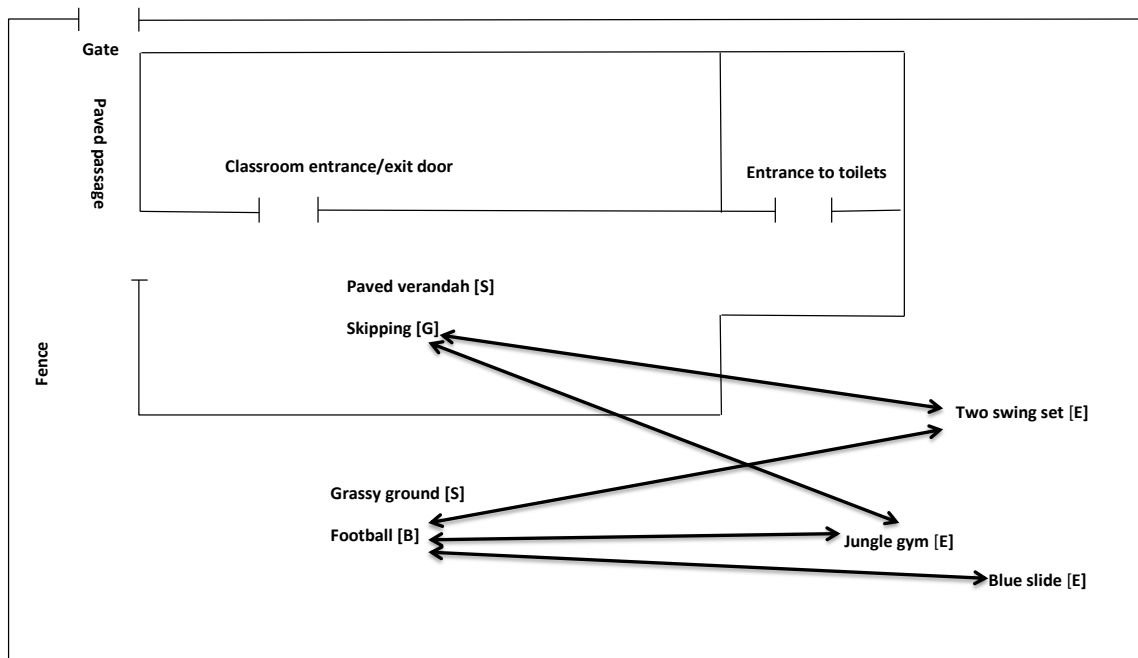 Gate
Paved passage
Classroom entrance/exit door
Entrance to toilets
Paved verandah [S]
Skipping [G]
Fence
Two swing set [E]
Grassy ground [S]
Football [B]
Jungle gym [E]
Blue slide [E]